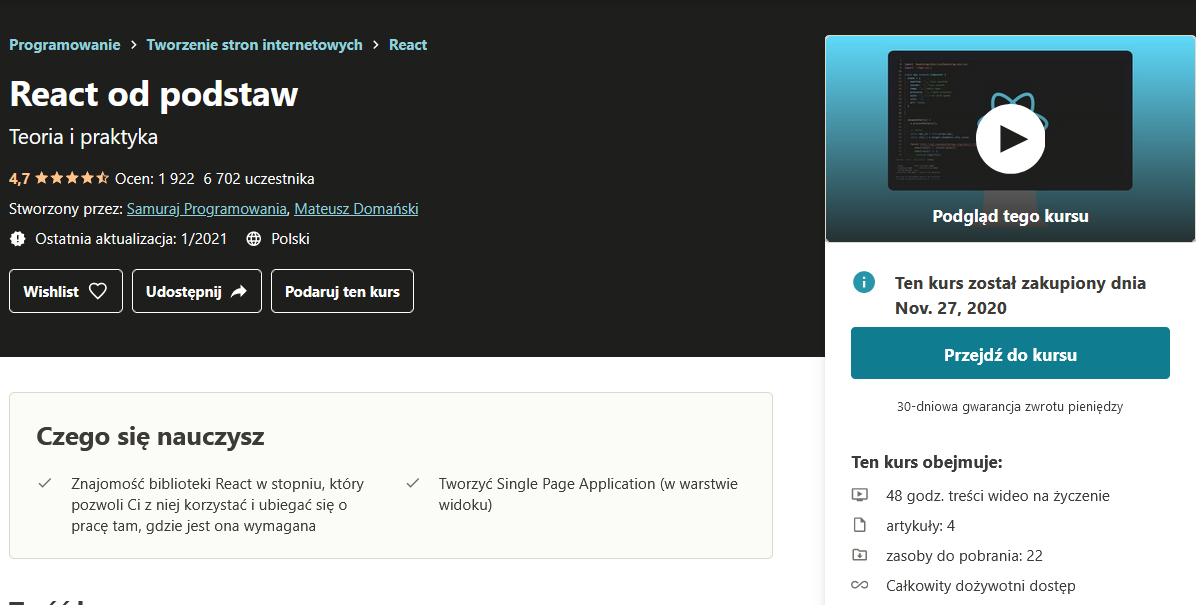 Programowanie > Tworzenie stron internetowych > React
React od podstaw
Teoria i praktyka
4,7 Ocen: 1 922 6 702 uczestnika
Stworzony przez: Samuraj Programowania, Mateusz Domański
Ostatnia aktualizacja: 1/2021 Polski
Wishlist Udostępnij Podaruj ten kurs
Czego się nauczysz
Znajomość biblioteki React w stopniu, który
pozwoli Ci z niej korzystać i ubiegać się o
pracę tam, gdzie jest ona wymagana
Tworzyć Single Page Application (w warstwie
widoku)
Podgląd tego kursu
Ten kurs został zakupiony dnia
Nov. 27, 2020
Przejdź do kursu
30-dniowa gwarancja zwrotu pieniędzy
Ten kurs obejmuje:
48 godz. treści wideo na życzenie
artykuły: 4
zasoby do pobrania: 22
Całkowity dożywotni dostęp